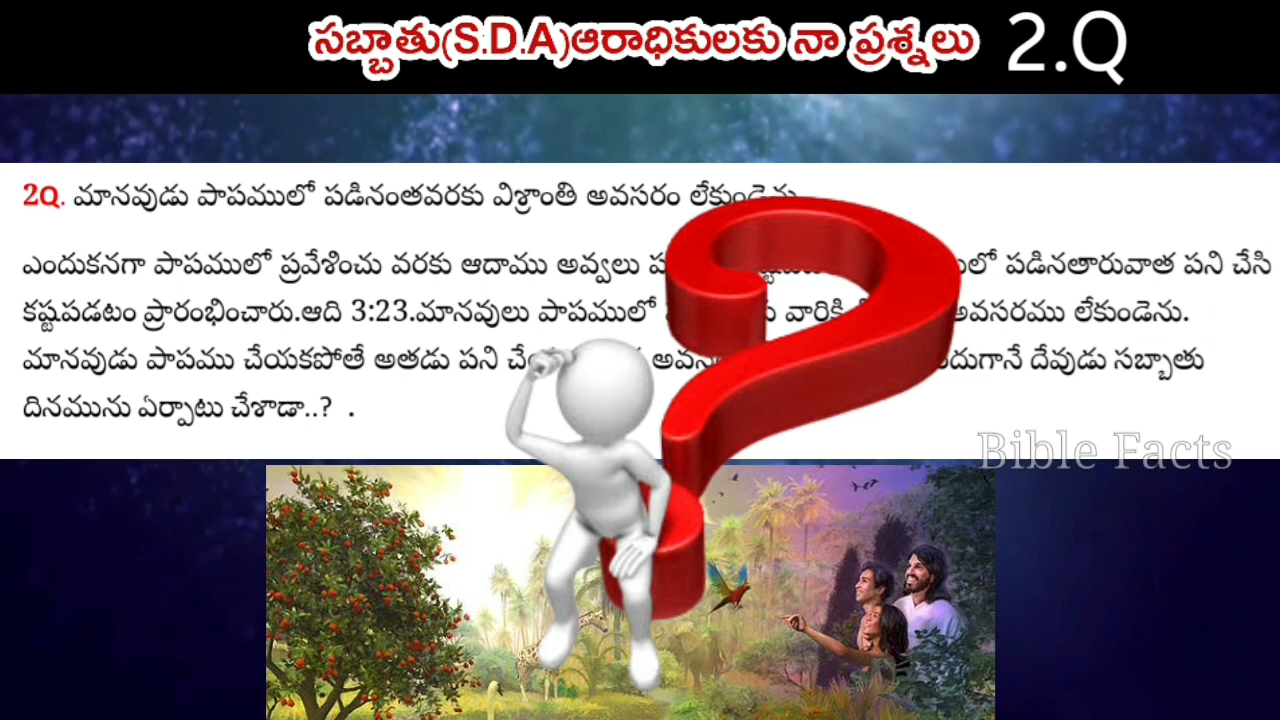 సబ్బాతు(S.D.A)ఆరాధికులకు నా ప్రశ్నలు 2.Q
2Q. మానవుడు పాపములో పడినంతవరకు విశ్రాంతి అవసరం లేకుండెను
ఎందుకనగా పాపములో ప్రవేశించు వరకు ఆదాము అవ్వలు పడినతారువాత పని చేసి
కష్టపడటం ప్రారంభించారు.ఆది 3:23.మానవులు పాపములో వారికి అవసరము లేకుండెను.
మానవుడు పాపము చేయకపోతే అతడు పని దేవుడు సబ్బాతు
దినమును ఏర్పాటు చేశాడా..? .
Bible Facts